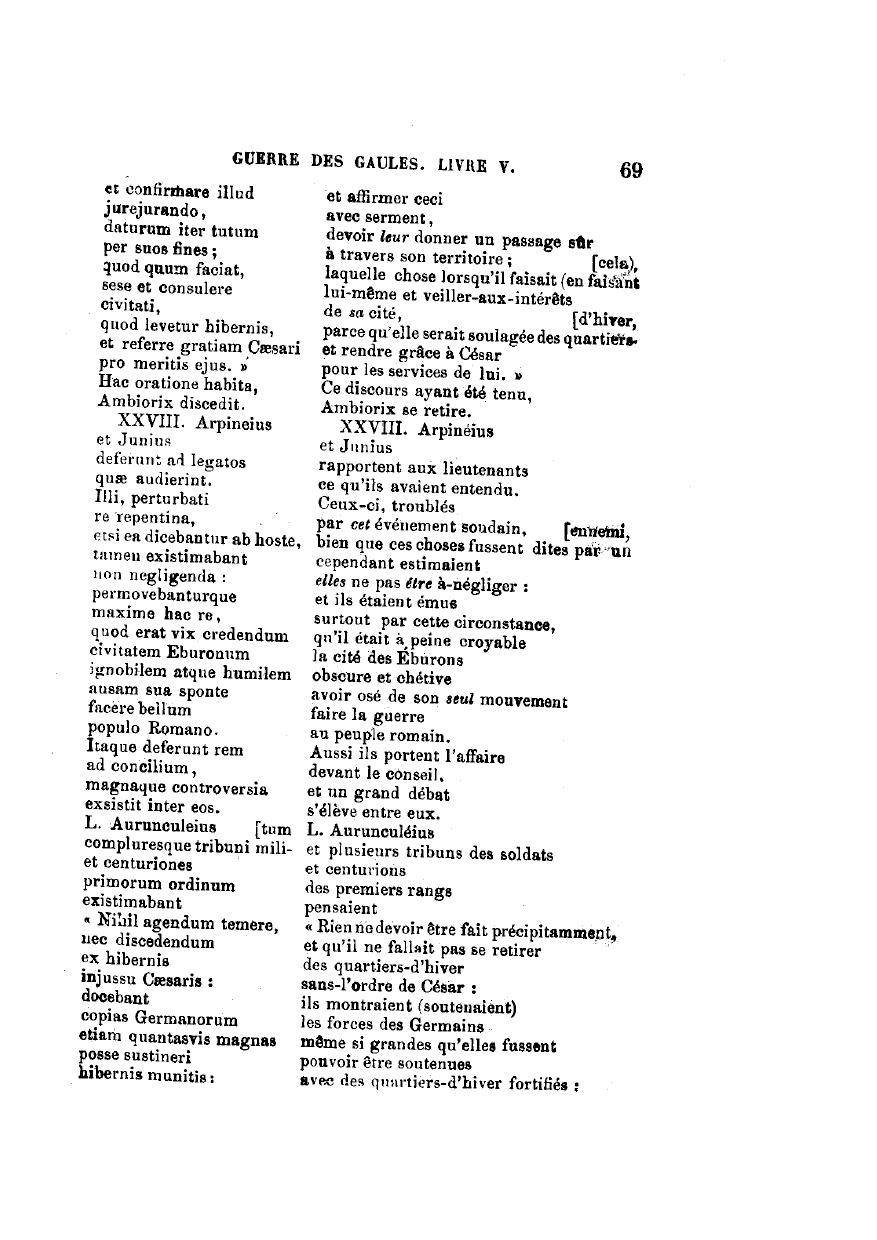 GUERRE DES GAULES. LIVRE V. 69
et confirmare illud
jurejurando,
daturum iter tutum
per suos fines ;
quod quum faciat,
sese et consulere
civitati,
quod levetur hibernis,
et referre gratiam Cæsari
pro meritis ejus. »
Hac oratione habita,
Ambiorix discedit.
XXVIII. Arpineius
et Junius
deferunt ad legatos
quæ audierint.
Illi, perturbati
re repentina,
etsi ea dicebantur ab hoste,
tamen existimabant
non negligenda :
permovebanturque
maxime hac re,
quod erat vix credendum
civitatem Eburonum
ignobilem atque humilem
ausam sua sponte
facere bellum
populo Romano.
Itaque deferunt rem
ad concilium,
magnaque controversia
exsistit inter eos.
L. Aurunculeius [tum
compluresque tribuni mili-
et centuriones
primorum ordinum
existimabant
« Nihil agendum temere,
nec discedendum
ex hibernis
injussu Cæsaris :
docebant
copias Germanorum
etiam quantasvis magnas
posse sustineri
hibernis munitis :
et affirmer ceci
avec serment,
devoir leur donner un passage sûr
à travers son territoire ; [cela),
laquelle chose lorsqu'il faisait (en faisant
lui-même et veiller-aux-intérêts
de sa cité, [d'hiver,
parce qu'elle serait soulagée des quartiers-
et rendre grâce à César
pour les services de lui. »
Ce discours ayant été tenu,
Ambiorix se retire.
XXVIII. Arpinéius
et Junius
rapportent aux lieutenants
ce qu'ils avaient entendu.
Ceux-ci, troublés
par cet événement soudain, [ennemi,
bien que ces choses fussent dites par un
cependant estimaient
elles ne pas être à-négliger :
et ils étaient émus
surtout par cette circonstance,
qu'il était à peine croyable
la cité des Éburons
obscure et chétive
avoir osé de son seul mouvement
faire la guerre
au peuple romain.
Aussi ils portent l'affaire
devant le conseil,
et un grand débat
s'élève entre eux.
L. Aurunculéius
et plusieurs tribuns des soldats
et centurions
des premiers rangs
pensaient
« Rien ne devoir être fait précipitamment,
et qu'il ne fallait pas se retirer
des quartiers-d'hiver
sans-l'ordre de César :
ils montraient (soutenaient)
les forces des Germains
même si grandes qu'elles fussent
pouvoir être soutenues
avec des quartiers-d'hiver fortifiés :